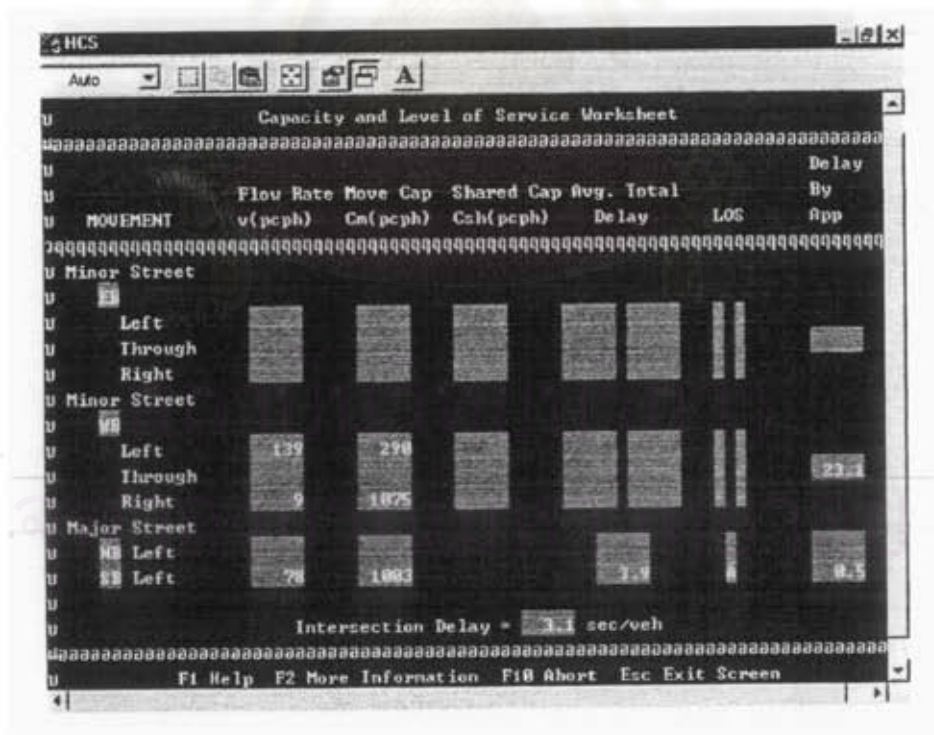 HCS
Auto
A
Capacity and Level of Service Worksheet
Delay
Flow Rate Move Cap Shared Cap Avg. Total By
MOVEMENT v(pcph) Cm(pcph) Csh(pcph) Delay LOS App
Minor Street
Left
Through
Right
Minor Street
WB
Left 139 290
Through 23.1
Right 9 1075
Major Street
NB Left
SB Left 78 1003 3.9 A 0.5
Intersection Delay = 3.1 sec/veh
F1 Help F2 More Information F10 Abort Esc Exit Screen